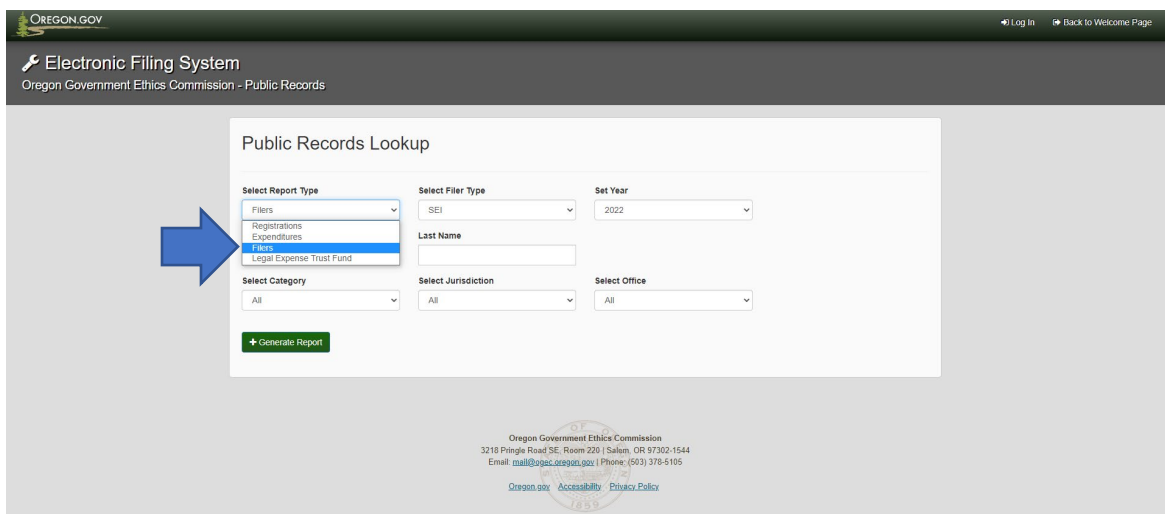 OREGON.GOV
Log In Back to Welcome Page
Electronic Filing System
Oregon Government Ethics Commission - Public Records
Public Records Lookup
Select Report Type Select Filer Type Set Year
Filers SEI 2022
Registrations
Expenditures
Filers
Legal Expense Trust Fund
Last Name
Select Category Select Jurisdiction Select Office
All All All
+ Generate Report
Oregon Government Ethics Commission
3218 Pringle Road SE, Room 220 | Salem, OR 97302-1544
Email: mail@ogec.oregon.gov | Phone: (503) 378-5105
Oregon.gov Accessibility Privacy Policy
1859